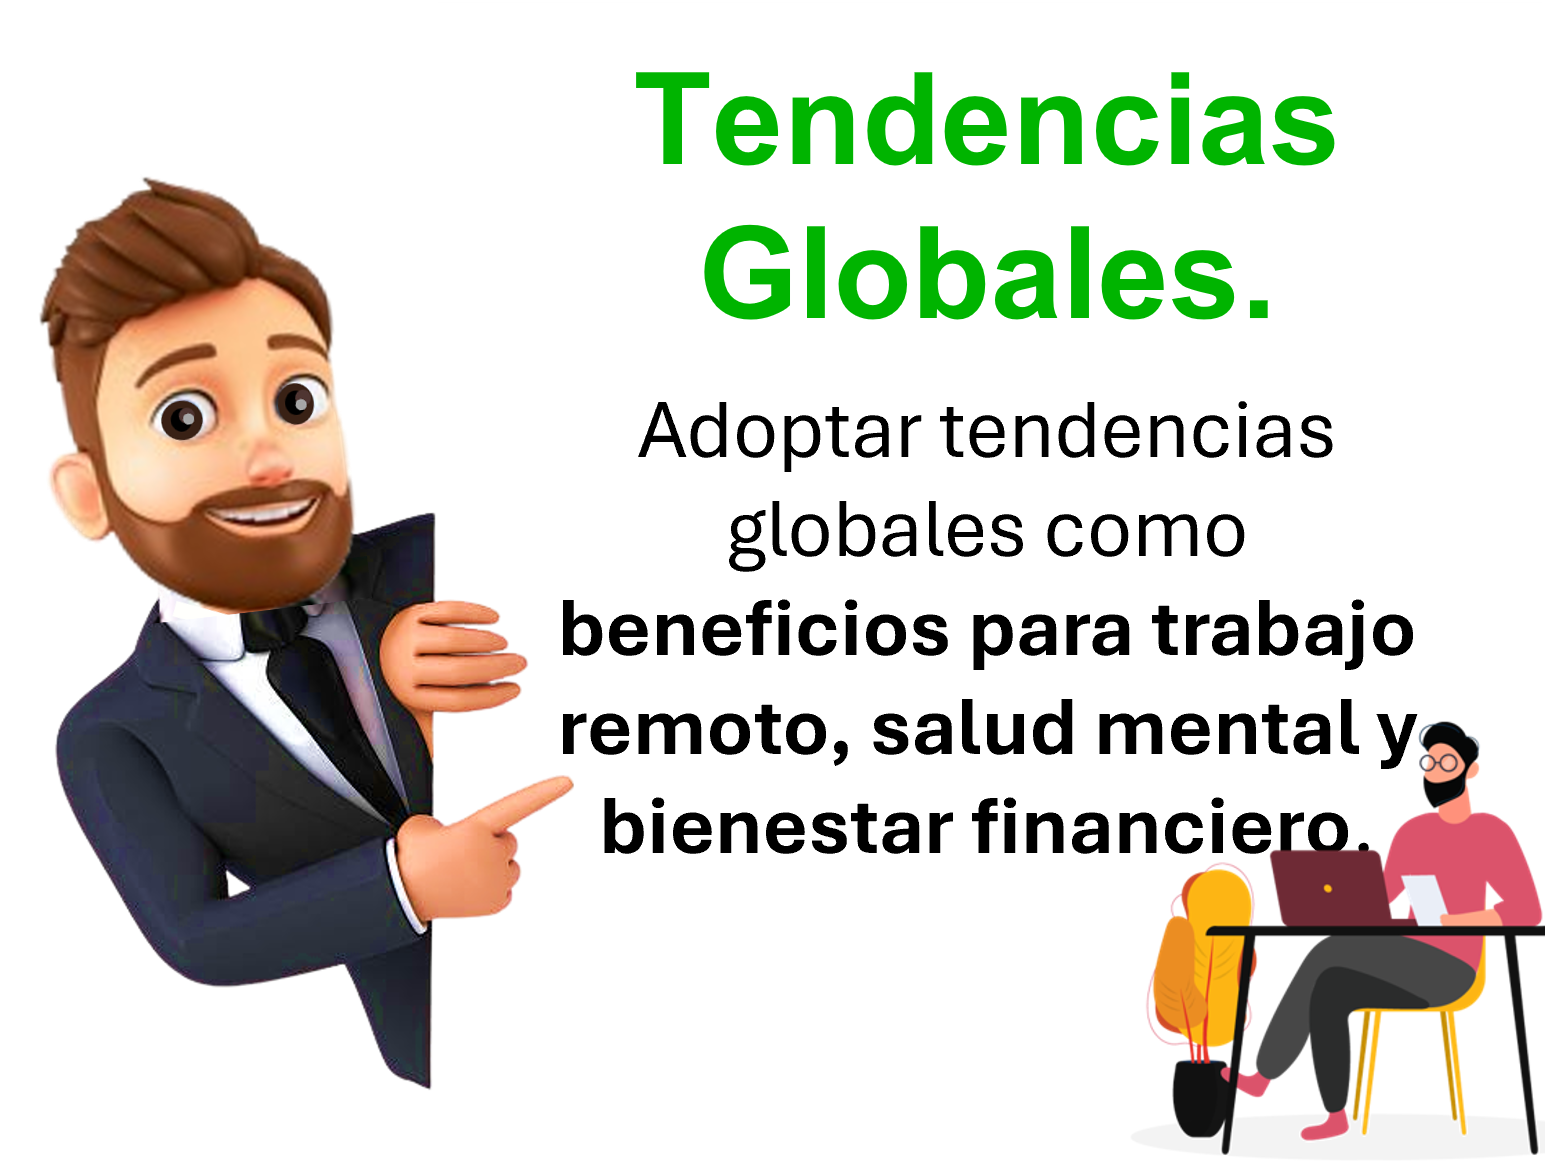 Tendencias
Globales.
Adoptar tendencias
globales como
beneficios para trabajo
remoto, salud mental y
bienestar financiero.